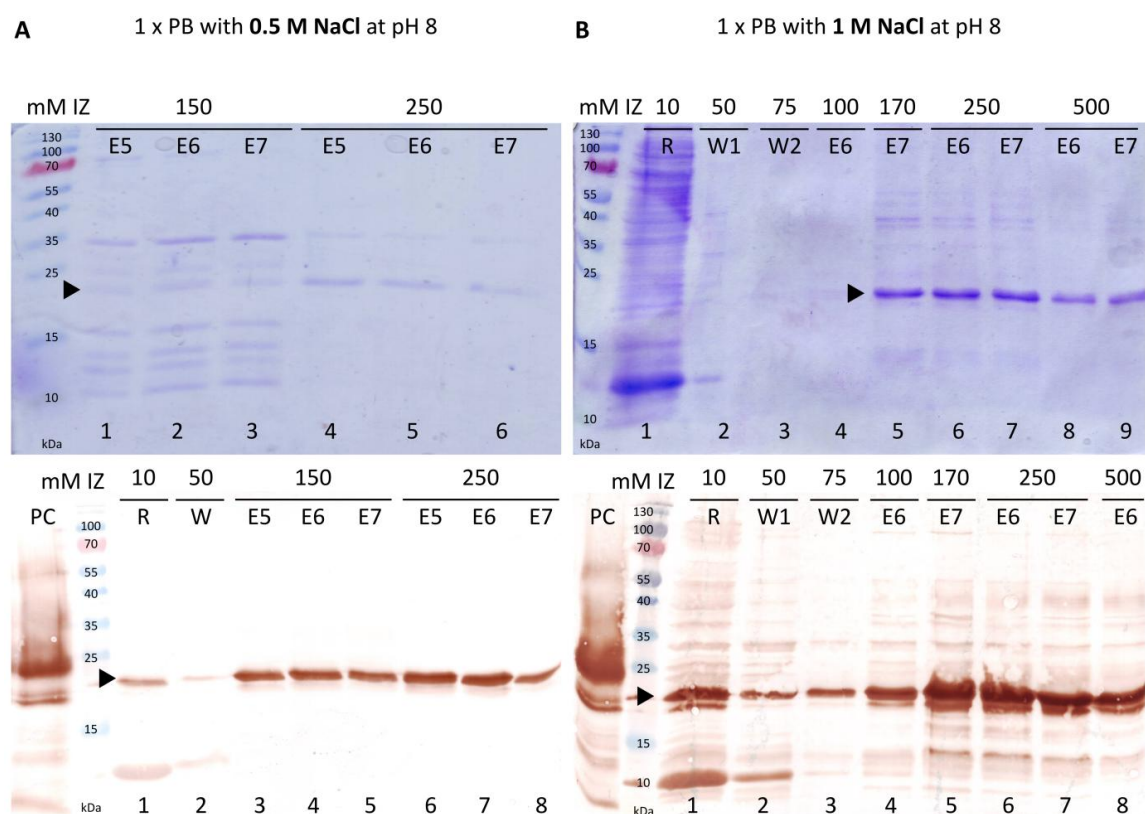 A 1 x PB with 0.5 M NaCl at pH 8
mM IZ 150 250
E5 E6 E7 E5 E6 E7
130
100
70
55
40
35
25
15
10
kDa 1 2 3 4 5 6
mM IZ 10 50 150 250
PC R W E5 E6 E7 E5 E6 E7
100
70
55
40
35
25
15
kDa 1 2 3 4 5 6 7 8
B 1 x PB with 1 M NaCl at pH 8
mM IZ 10 50 75 100 170 250 500
R W1 W2 E6 E7 E6 E7 E6 E7
130
100
70
55
40
35
25
15
10
kDa 1 2 3 4 5 6 7 8 9
mM IZ 10 50 75 100 170 250 500
PC R W1 W2 E6 E7 E6 E7 E6
130
100
70
55
40
35
25
15
10
kDa 1 2 3 4 5 6 7 8